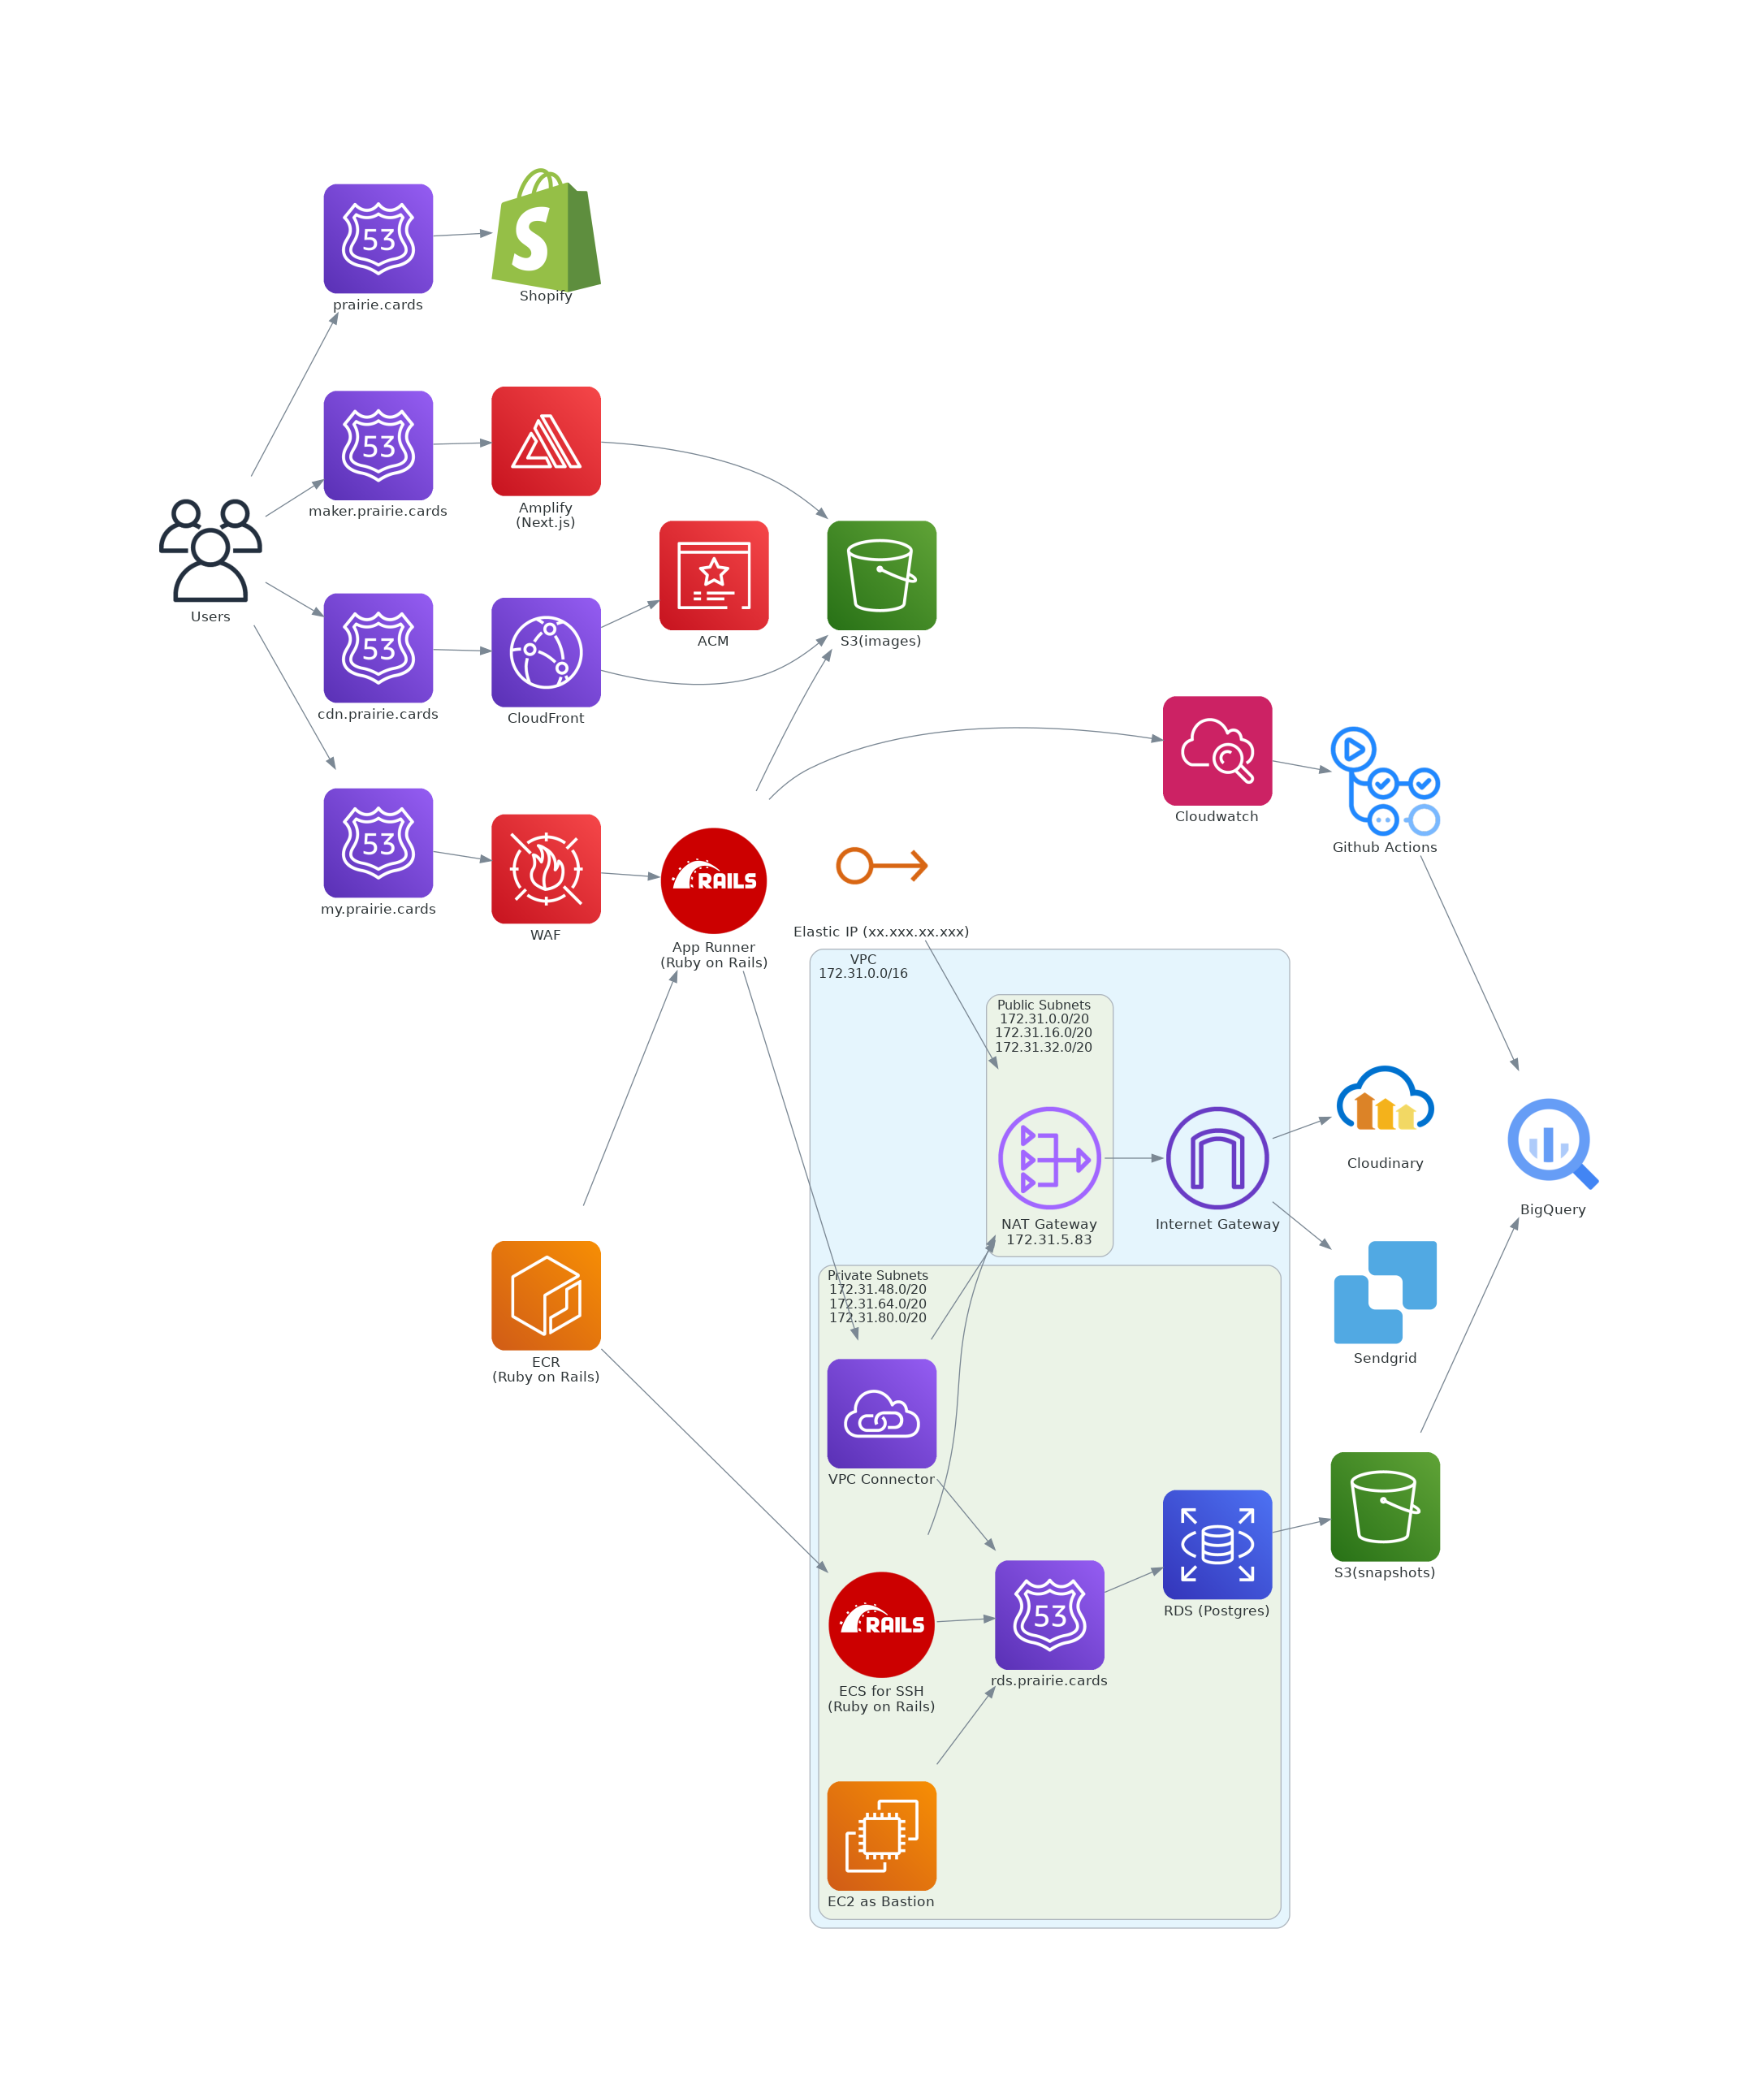 53
prairie.cards
S
Shopify
53
maker.prairie.cards
Amplify
(Next.js)
Users
ACM
S3(images)
53
cdn.prairie.cards
CloudFront
Cloudwatch
Github Actions
53
my.prairie.cards
WAF
RAILS
App Runner
(Ruby on Rails)
Elastic IP (xx.xxx.xx.xxx)
VPC
172.31.0.0/16
Public Subnets
172.31.0.0/20
172.31.16.0/20
172.31.32.0/20
NAT Gateway
172.31.5.83
Internet Gateway
Cloudinary
BigQuery
Sendgrid
ECR
(Ruby on Rails)
Private Subnets
172.31.48.0/20
172.31.64.0/20
172.31.80.0/20
VPC Connector
RAILS
ECS for SSH
(Ruby on Rails)
53
rds.prairie.cards
RDS (Postgres)
S3(snapshots)
EC2 as Bastion